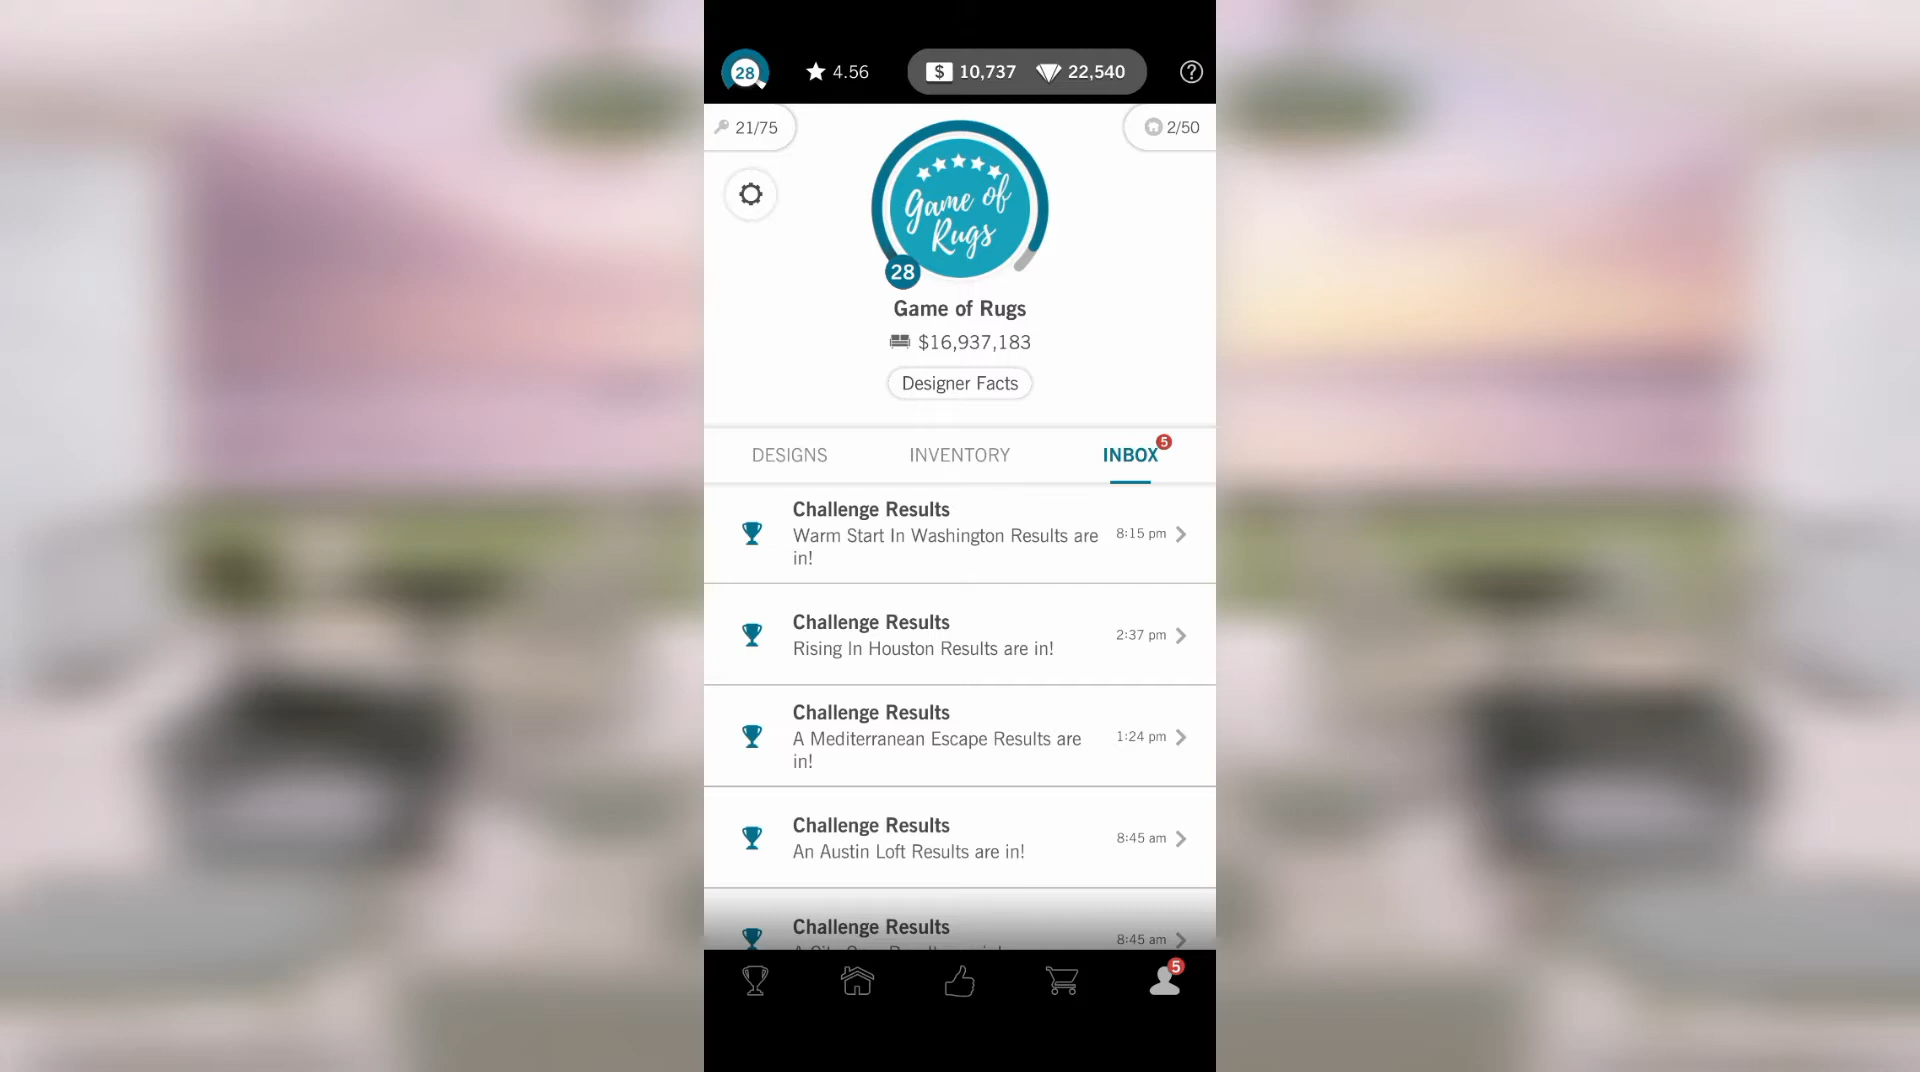 28
4.56
$ 10,737
22,540
?
21/75
2/50
Game of
Rugs
28
Game of Rugs
$16,937,183
Designer Facts
DESIGNS
INVENTORY
INBOX
5
Challenge Results
Warm Start In Washington Results are
in!
8:15 pm
Challenge Results
Rising In Houston Results are in!
2:37 pm
Challenge Results
A Mediterranean Escape Results are
in!
1:24 pm
Challenge Results
An Austin Loft Results are in!
8:45 am
Challenge Results
8:45 am
5